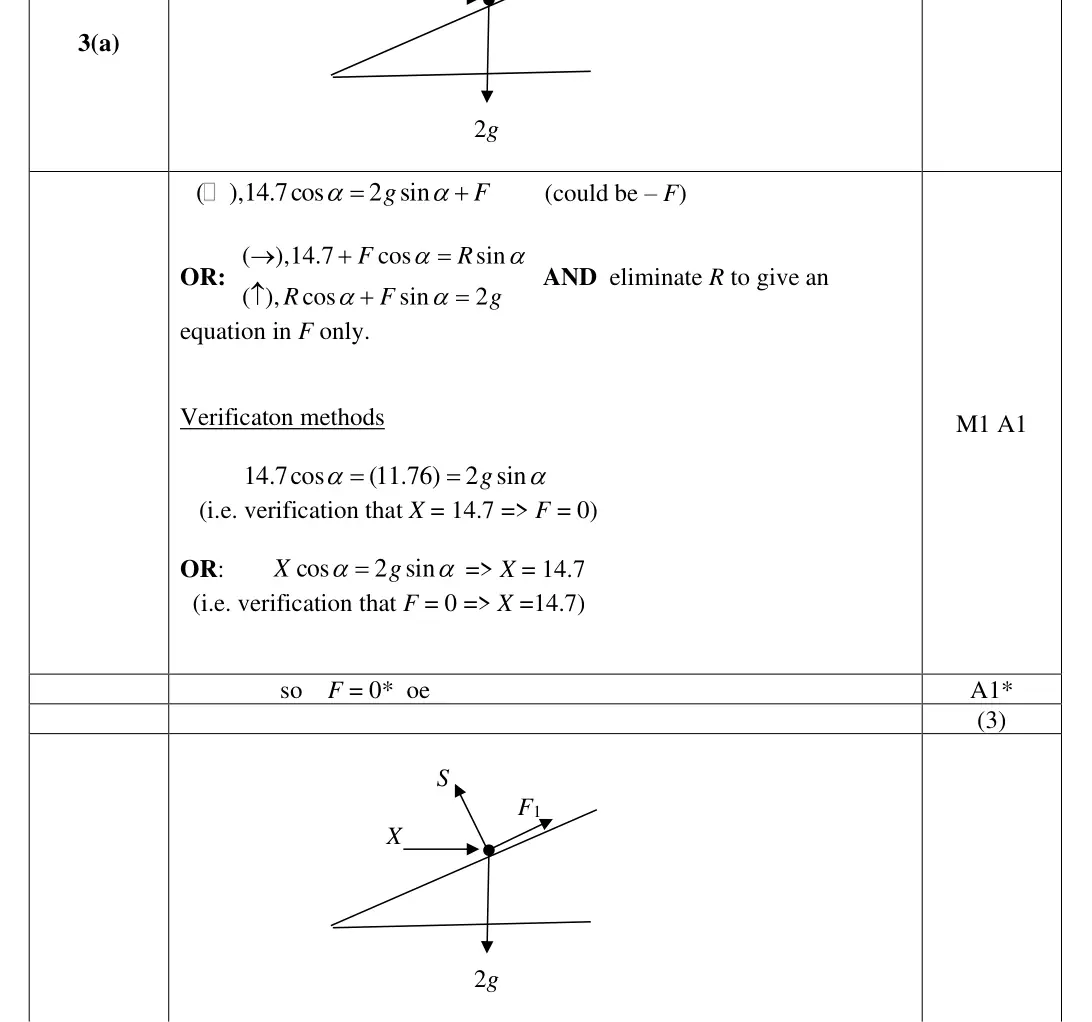 3(a)
2g
(□ ),14.7 cos α = 2g sin α + F (could be – F)
(→),14.7 + F cos α = R sin α
OR: AND eliminate R to give an
(↑), R cos α + F sin α = 2g
equation in F only.
Verificaton methods
M1 A1
14.7 cos α = (11.76) = 2g sin α
(i.e. verification that X = 14.7 => F = 0)
OR: X cos α = 2g sin α => X = 14.7
(i.e. verification that F = 0 => X =14.7)
so F = 0* oe A1*
(3)
S
F₁
X
2g